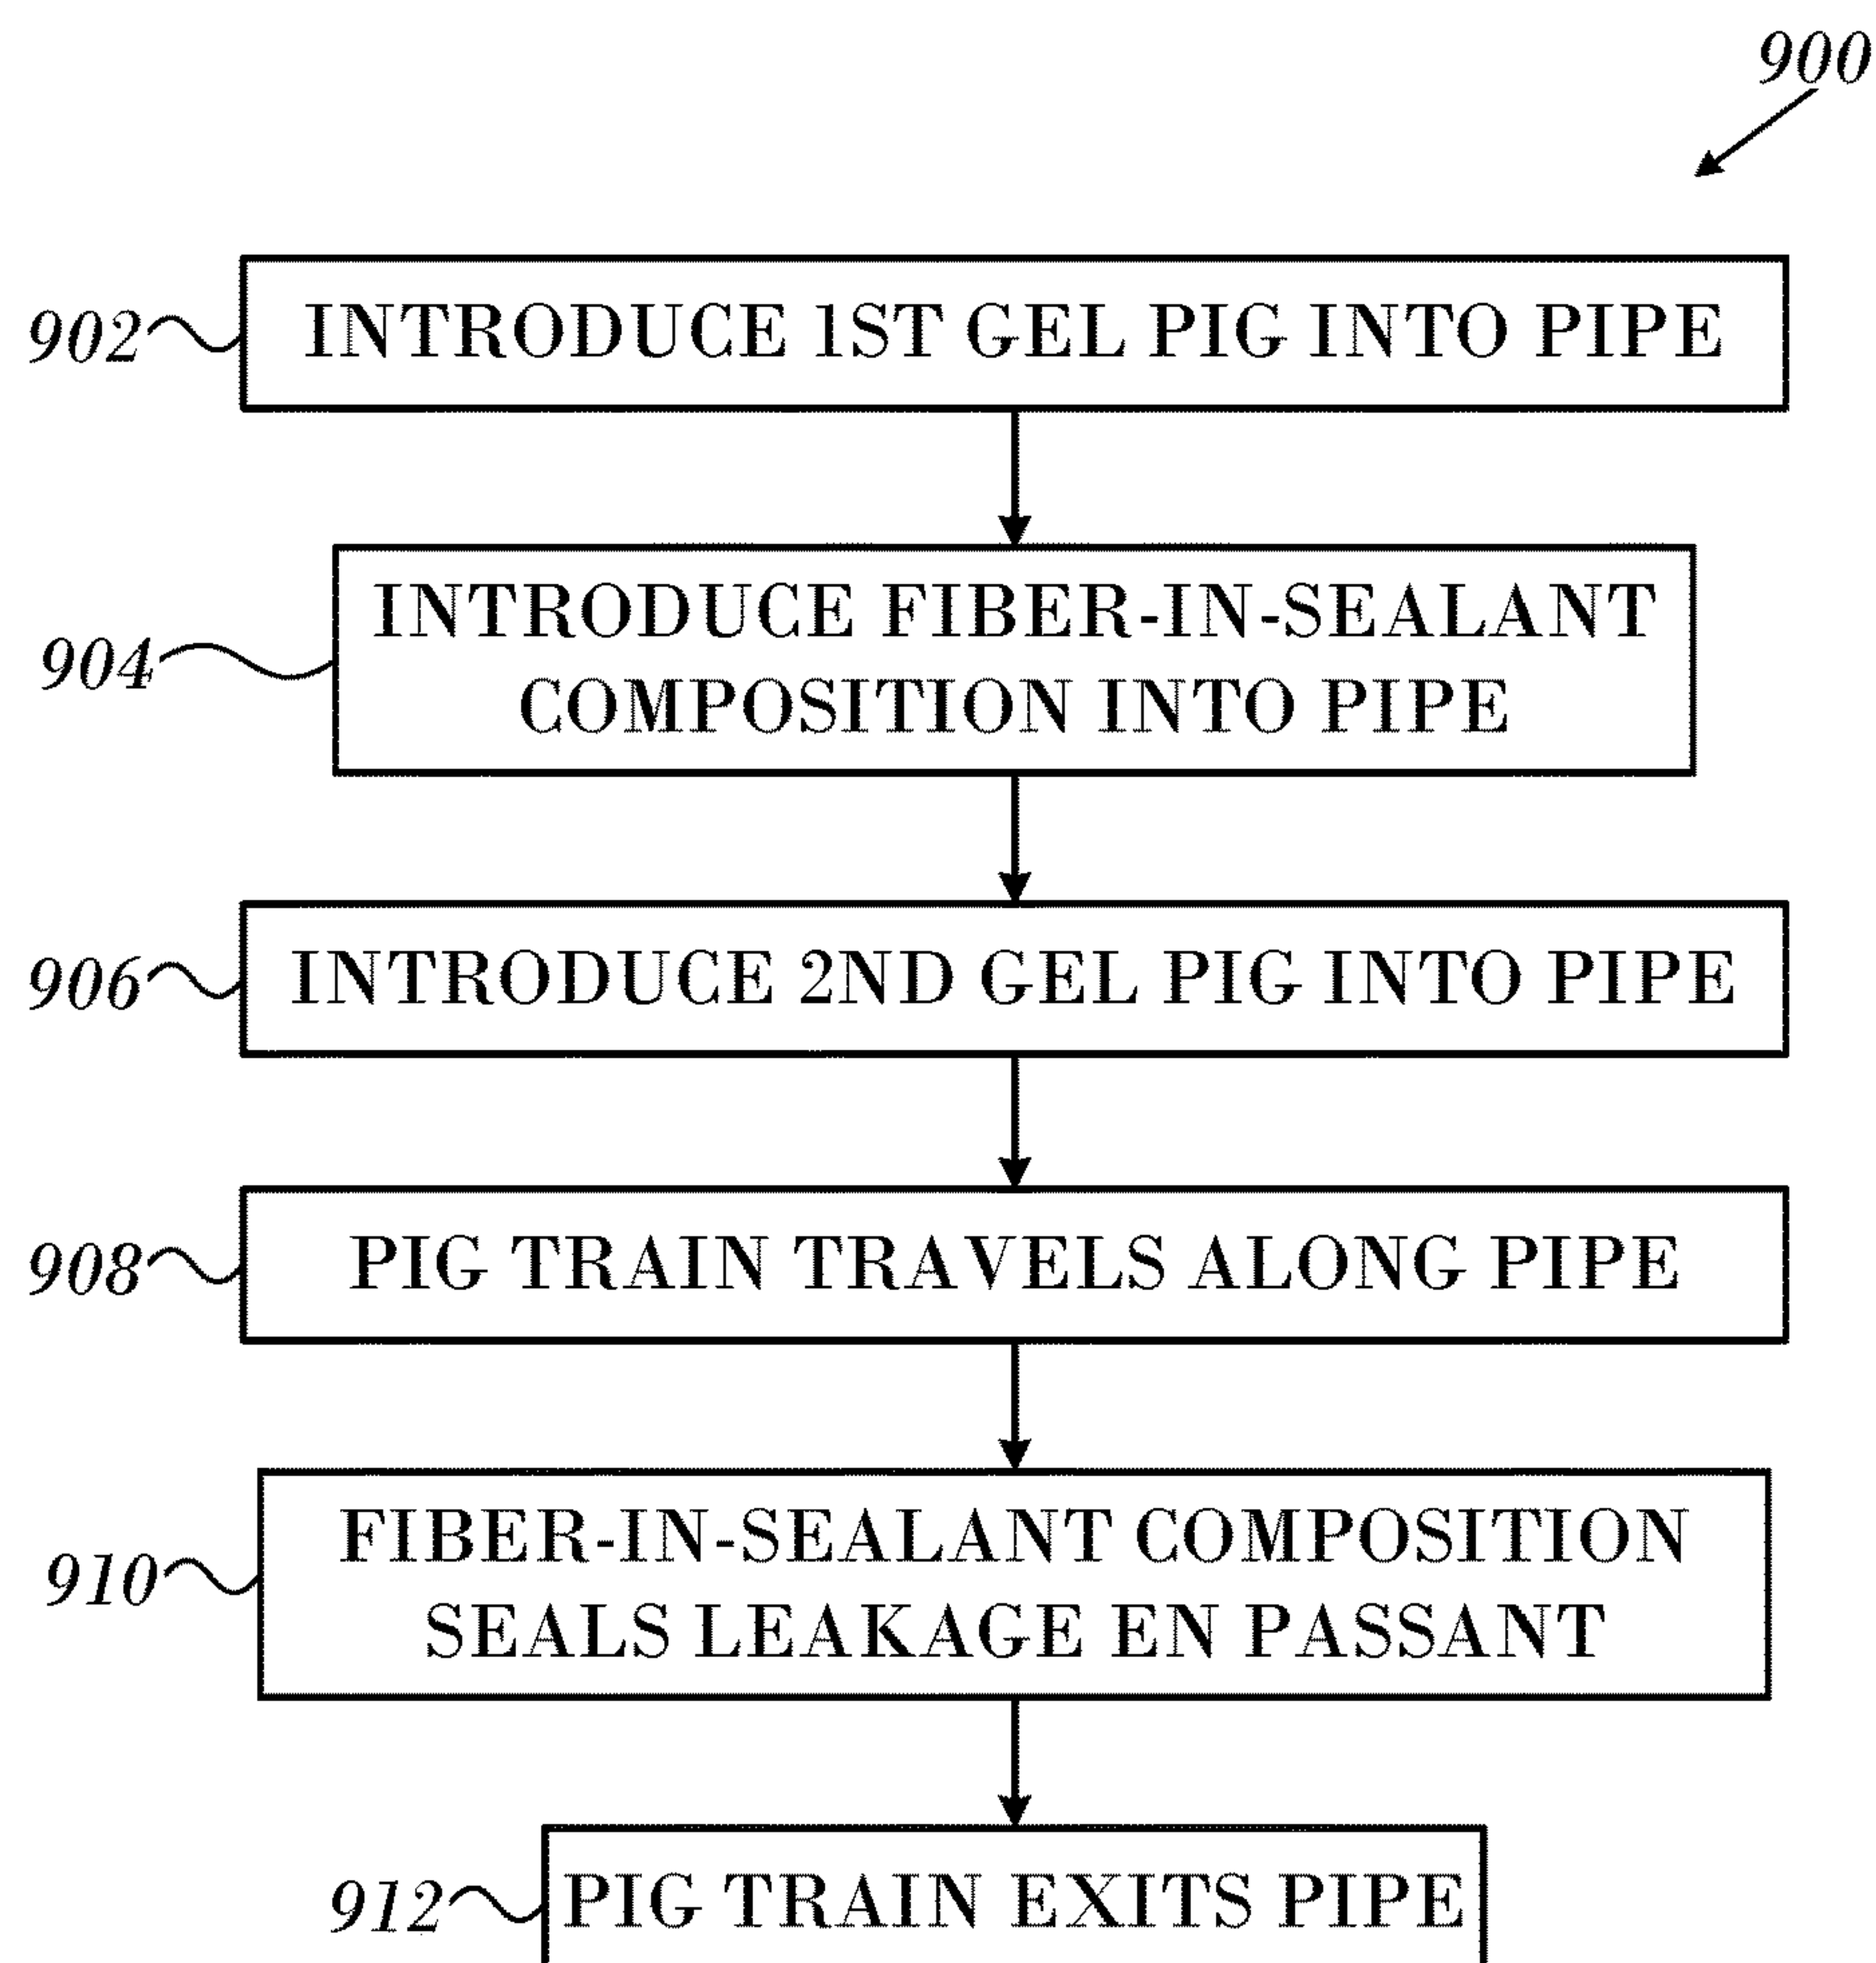 900
902
INTRODUCE 1ST GEL PIG INTO PIPE
904
INTRODUCE FIBER-IN-SEALANT
COMPOSITION INTO PIPE
906
INTRODUCE 2ND GEL PIG INTO PIPE
908
PIG TRAIN TRAVELS ALONG PIPE
910
FIBER-IN-SEALANT COMPOSITION
SEALS LEAKAGE EN PASSANT
912
PIG TRAIN EXITS PIPE